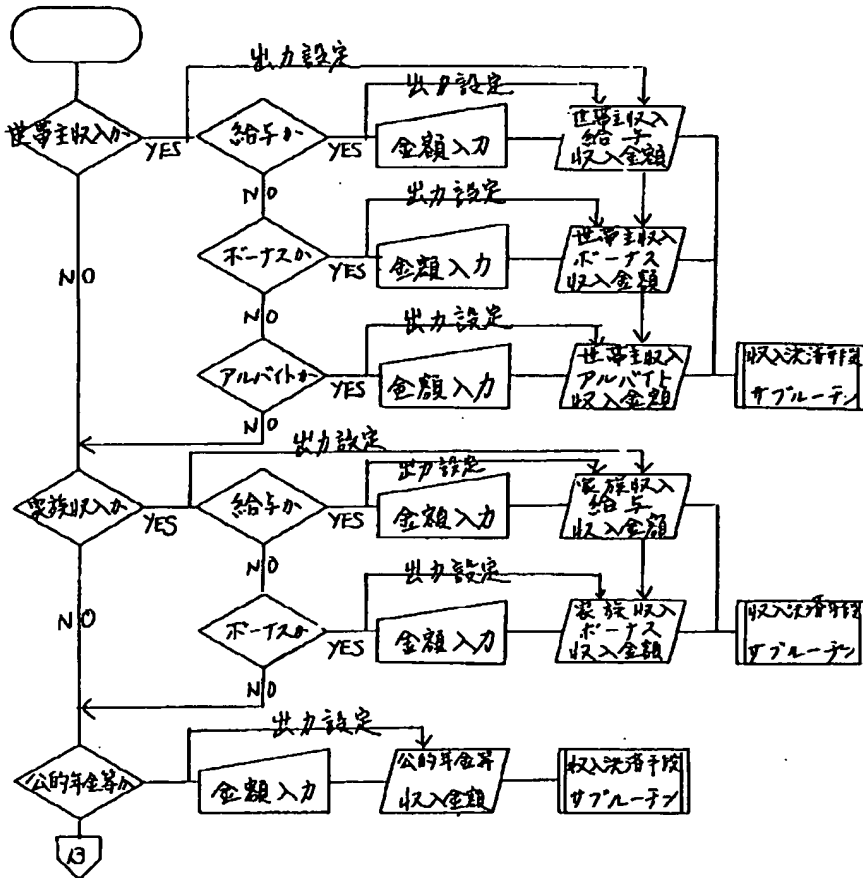 出力設定
出力設定
世帯主収入か
YES
給与か
YES
金額入力
世帯主収入
給与
収入金額
NO
出力設定
ボーナスか
YES
金額入力
世帯主収入
ボーナス
収入金額
NO
NO
出力設定
アルバイトか
YES
金額入力
世帯主収入
アルバイト
収入金額
収入決済手段
サブルーチン
NO
出力設定
出力設定
家族収入か
YES
給与か
YES
金額入力
家族収入
給与
収入金額
NO
出力設定
NO
ボーナスか
YES
金額入力
家族収入
ボーナス
収入金額
収入決済手段
サブルーチン
NO
出力設定
公的年金等か
金額入力
公的年金等
収入金額
収入決済手段
サブルーチン
13